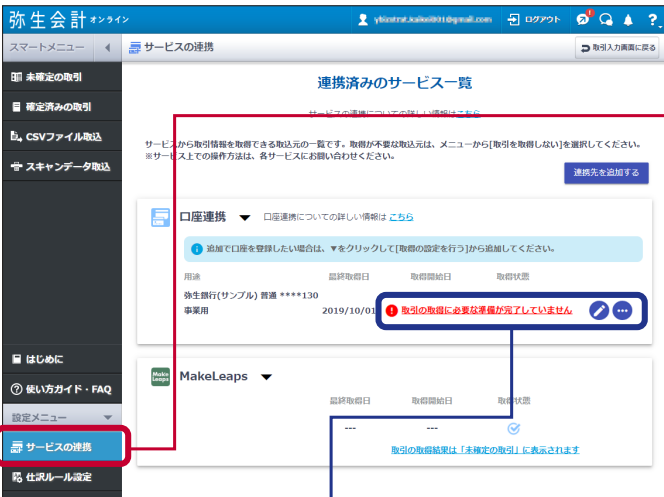 弥生会計 オンライン
ログアウト
?
スマートメニュー
サービスの連携
取引入力画面に戻る
未確定の取引
確定済みの取引
CSVファイル取込
スキャンデータ取込
はじめに
使い方ガイド・FAQ
設定メニュー
サービスの連携
仕訳ルール設定
連携済みのサービス一覧
サービスの連携についての詳しい情報はこちら
サービスから取引情報を取得できる取込元の一覧です。取得が不要な取込元は、メニューから[取引を取得しない]を選択してください。
※サービス上での操作方法は、各サービスにお問い合わせください。
連携先を追加する
口座連携 ▼ 口座連携についての詳しい情報は こちら
追加で口座を登録したい場合は、▼をクリックして[取得の設定を行う]から追加してください。
用途 最終取得日 取得開始日 取得状態
弥生銀行(サンプル) 普通 ****130
事業用 2019/10/01 取引の取得に必要な準備が完了していません
Make Leaps
MakeLeaps ▼
最終取得日 取得開始日 取得状態
--- ---
取引の取得結果は「未確定の取引」に表示されます